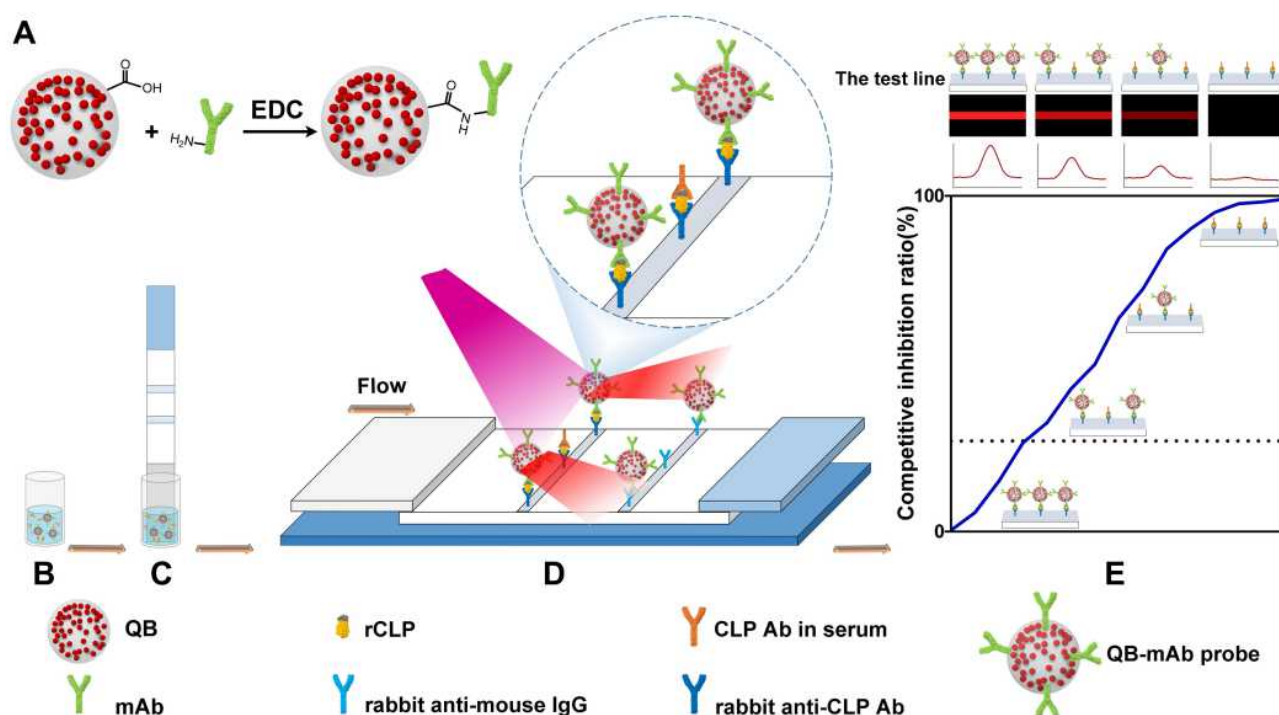 A
O
OH
+
H₂N
EDC
O
N
H
The test line
Flow
100
Competitive inhibition ratio(%)
0
B
C
D
E
QB
rCLP
CLP Ab in serum
QB-mAb probe
mAb
rabbit anti-mouse IgG
rabbit anti-CLP Ab